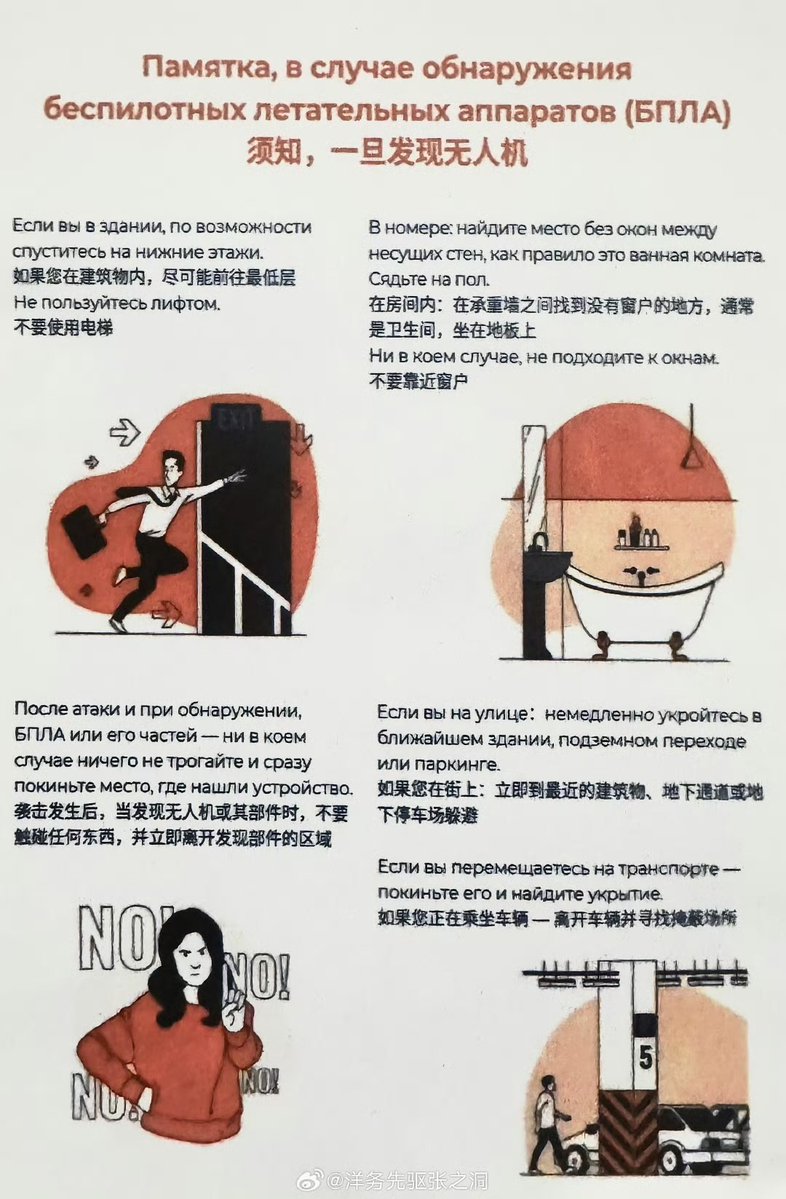 Памятка, в случае обнаружения
беспилотных летательных аппаратов (БПЛА)
须知，一旦发现无人机
Если вы в здании, по возможности
спуститесь на нижние этажи.
如果您在建筑物内，尽可能前往最低层
Не пользуйтесь лифтом.
不要使用电梯
В номере: найдите место без окон между
несущих стен, как правило это ванная комната.
Сядьте на пол.
在房间内：在承重墙之间找到没有窗户的地方，通常
是卫生间，坐在地板上
Ни в коем случае, не подходите к окнам.
不要靠近窗户
EXIT
После атаки и при обнаружении,
БПЛА или его частей — ни в коем
случае ничего не трогайте и сразу
покиньте место, где нашли устройство.
袭击发生后，当发现无人机或其部件时，不要
触碰任何东西，并立即离开发现部件的区域
Если вы на улице：немедленно укройтесь в
ближайшем здании, подземном переходе
или паркинге.
如果您在街上：立即到最近的建筑物、地下通道或地
下停车场躲避
Если вы перемещаетесь на транспорте —
покиньте его и найдите укрытие.
如果您正在乘坐车辆 — 离开车辆并寻找掩蔽场所
NO!
NO!
NO!
NO!
5
@洋务先驱张之洞